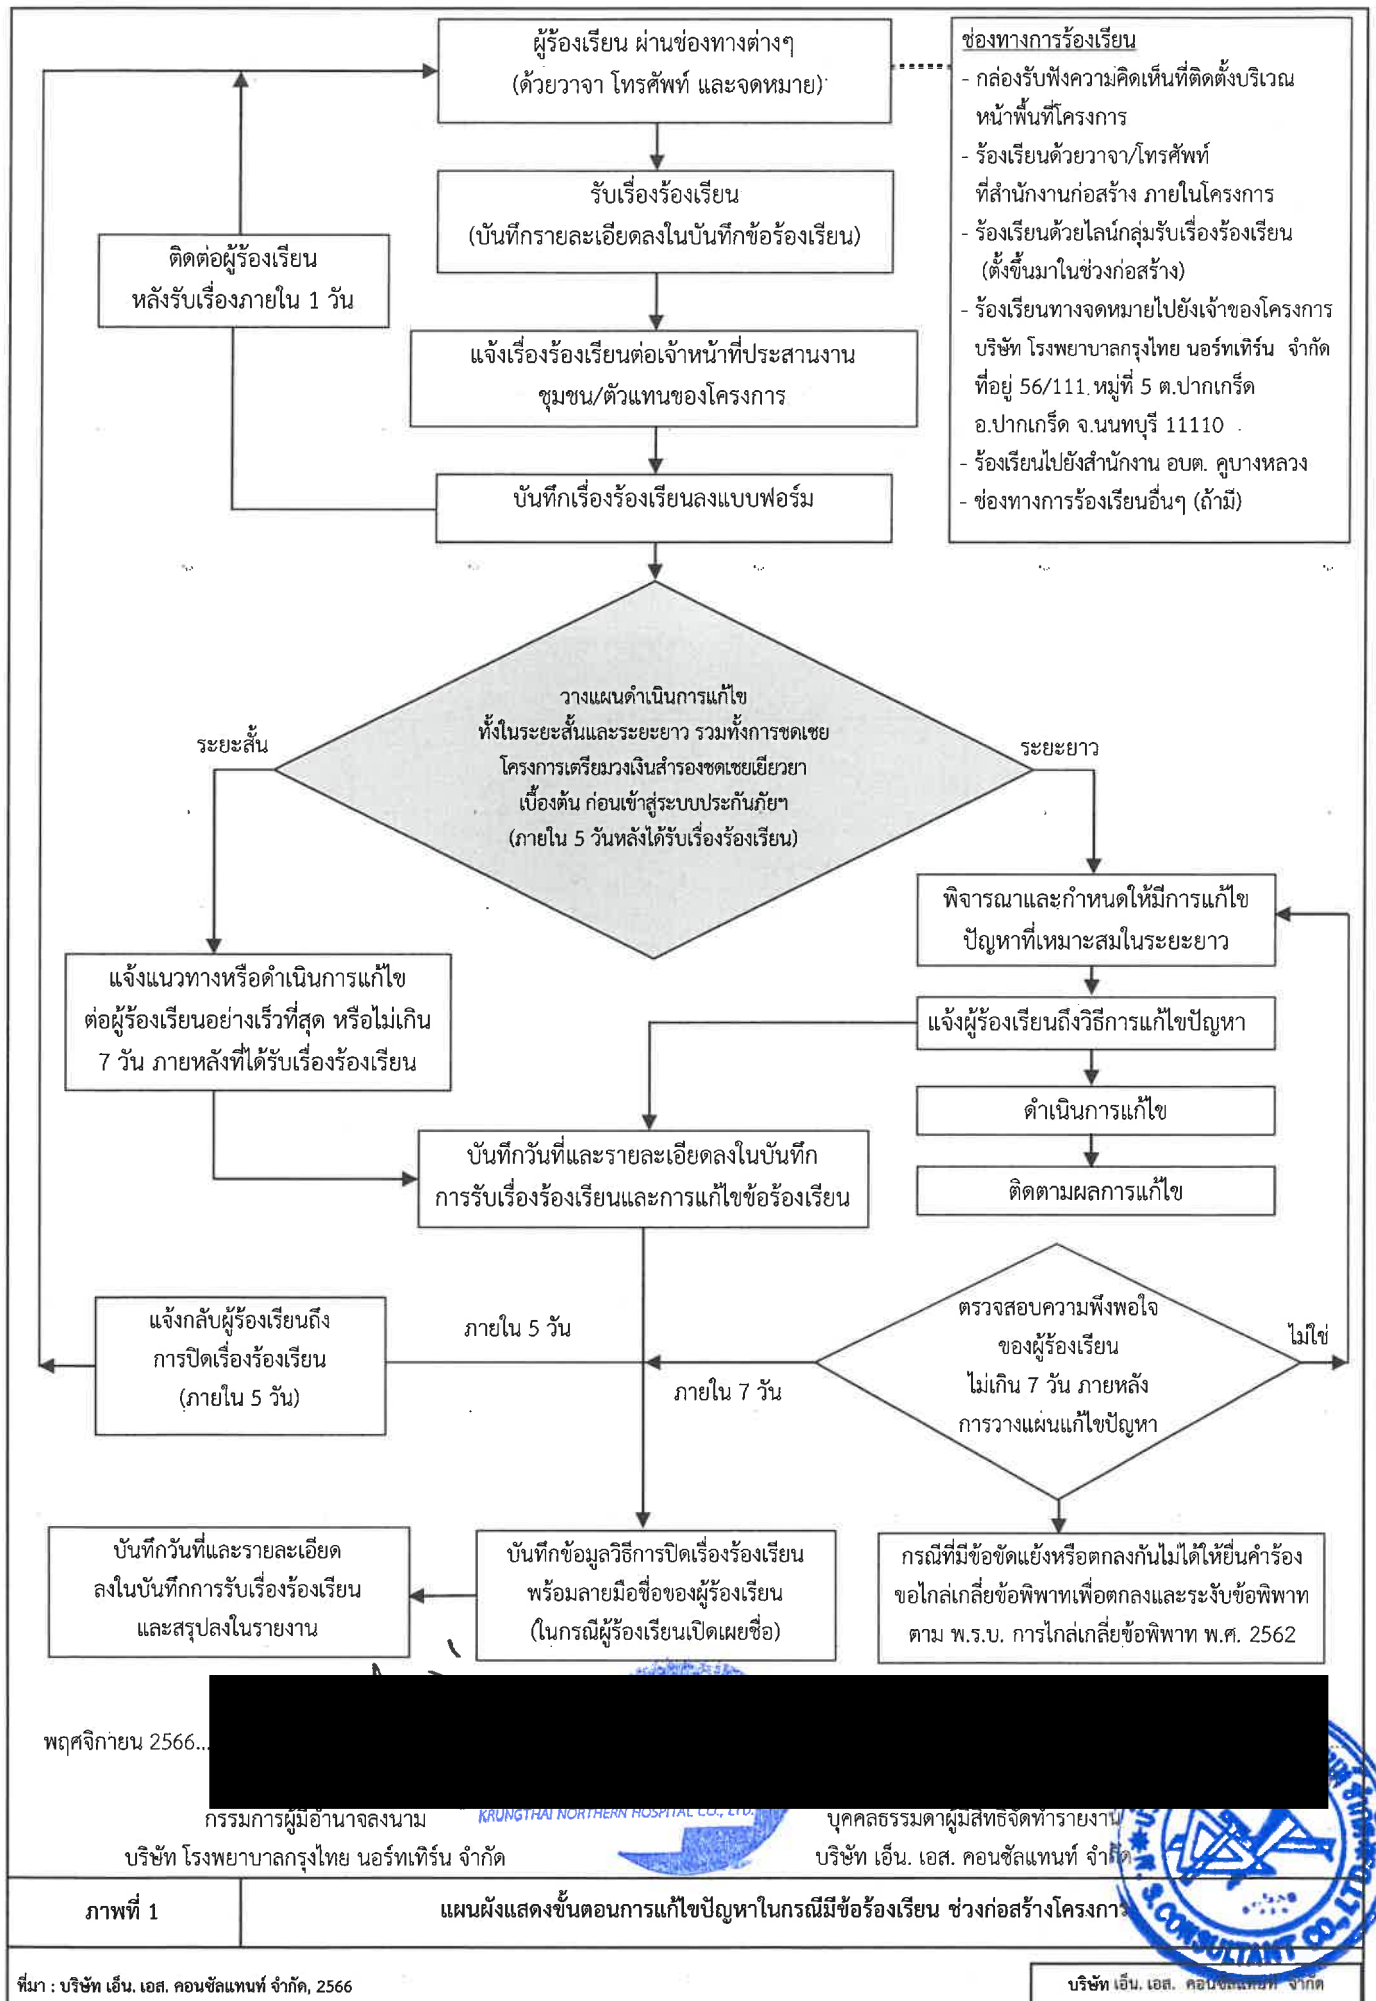 ผู้ร้องเรียน ผ่านช่องทางต่างๆ
(ด้วยวาจา โทรศัพท์ และจดหมาย)
ช่องทางการร้องเรียน
- กล่องรับฟังความคิดเห็นที่ติดตั้งบริเวณ
หน้าพื้นที่โครงการ
- ร้องเรียนด้วยวาจา/โทรศัพท์
ที่สำนักงานก่อสร้าง ภายในโครงการ
- ร้องเรียนด้วยไลน์กลุ่มรับเรื่องร้องเรียน
(ตั้งขึ้นมาในช่วงก่อสร้าง)
- ร้องเรียนทางจดหมายไปยังเจ้าของโครงการ
บริษัท โรงพยาบาลกรุงไทย นอร์ทเทิร์น จำกัด
ที่อยู่ 56/111 หมู่ที่ 5 ต.ปากเกร็ด
อ.ปากเกร็ด จ.นนทบุรี 11110
- ร้องเรียนไปยังสำนักงาน อบต. คูบางหลวง
- ช่องทางการร้องเรียนอื่นๆ (ถ้ามี)
รับเรื่องร้องเรียน
(บันทึกรายละเอียดลงในบันทึกข้อร้องเรียน)
ติดต่อผู้ร้องเรียน
หลังรับเรื่องภายใน 1 วัน
แจ้งเรื่องร้องเรียนต่อเจ้าหน้าที่ประสานงาน
ชุมชน/ตัวแทนของโครงการ
บันทึกเรื่องร้องเรียนลงแบบฟอร์ม
วางแผนดำเนินการแก้ไข
ทั้งในระยะสั้นและระยะยาว รวมทั้งการชดเชย
โครงการเตรียมวงเงินสำรองชดเชยเยียวยา
เบื้องต้น ก่อนเข้าสู่ระบบประกันภัยฯ
(ภายใน 5 วันหลังได้รับเรื่องร้องเรียน)
ระยะสั้น
ระยะยาว
พิจารณาและกำหนดให้มีการแก้ไข
ปัญหาที่เหมาะสมในระยะยาว
แจ้งแนวทางหรือดำเนินการแก้ไข
ต่อผู้ร้องเรียนอย่างเร็วที่สุด หรือไม่เกิน
7 วัน ภายหลังที่ได้รับเรื่องร้องเรียน
แจ้งผู้ร้องเรียนถึงวิธีการแก้ไขปัญหา
ดำเนินการแก้ไข
ติดตามผลการแก้ไข
บันทึกวันที่และรายละเอียดลงในบันทึก
การรับเรื่องร้องเรียนและการแก้ไขข้อร้องเรียน
แจ้งกลับผู้ร้องเรียนถึง
การปิดเรื่องร้องเรียน
(ภายใน 5 วัน)
ภายใน 5 วัน
ภายใน 7 วัน
ตรวจสอบความพึงพอใจ
ของผู้ร้องเรียน
ไม่เกิน 7 วัน ภายหลัง
การวางแผ่นแก้ไขปัญหา
ไม่ใช่
บันทึกวันที่และรายละเอียด
ลงในบันทึกการรับเรื่องร้องเรียน
และสรุปลงในรายงาน
บันทึกข้อมูลวิธีการปิดเรื่องร้องเรียน
พร้อมลายมือชื่อของผู้ร้องเรียน
(ในกรณีผู้ร้องเรียนเปิดเผยชื่อ)
กรณีที่มีข้อขัดแย้งหรือตกลงกันไม่ได้ให้ยื่นคำร้อง
ขอไกล่เกลี่ยข้อพิพาทเพื่อตกลงและระงับข้อพิพาท
ตาม พ.ร.บ. การไกล่เกลี่ยข้อพิพาท พ.ศ. 2562
พฤศจิกายน 2566...
กรรมการผู้มีอำนาจลงนาม
บริษัท โรงพยาบาลกรุงไทย นอร์ทเทิร์น จำกัด
KRUNGTHAI NORTHERN HOSPITAL CO., LTD.
บุคคลธรรมดาผู้มีสิทธิจัดทำรายงาน
บริษัท เอ็น. เอส. คอนซัลแทนท์ จำกัด
N. S. CONSULTANT CO., LTD.
ภาพที่ 1
แผนผังแสดงขั้นตอนการแก้ไขปัญหาในกรณีมีข้อร้องเรียน ช่วงก่อสร้างโครงการ
ที่มา : บริษัท เอ็น. เอส. คอนซัลแทนท์ จำกัด, 2566
บริษัท เอ็น. เอส. คอนซัลแทนท์ จำกัด